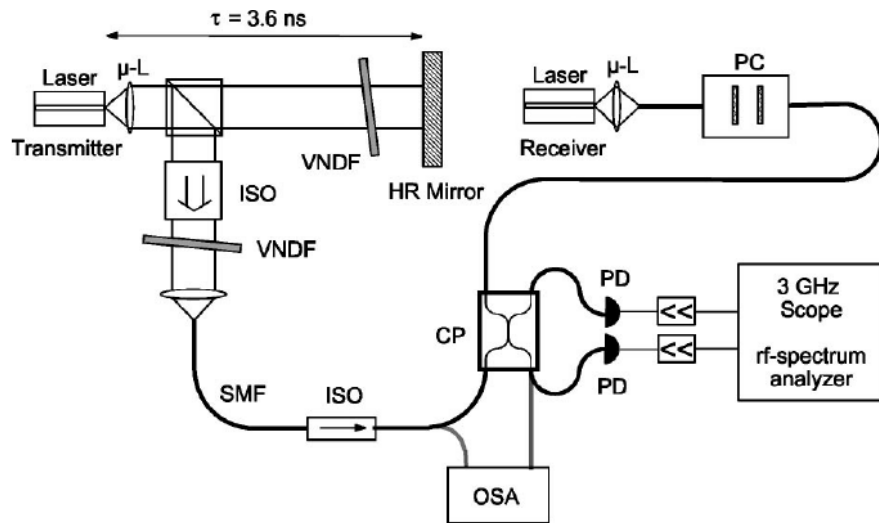 τ = 3.6 ns
Laser
μ-L
Transmitter
VNDF
HR Mirror
ISO
VNDF
SMF
ISO
Laser
μ-L
Receiver
PC
CP
PD
<<
PD
<<
3 GHz
Scope
rf-spectrum
analyzer
OSA